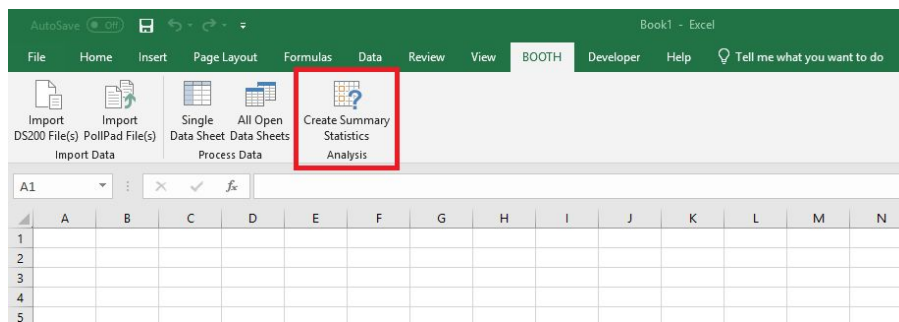 AutoSave Off Book1 - Excel
File Home Insert Page Layout Formulas Data Review View BOOTH Developer Help Tell me what you want to do
Import DS200 File(s) Import PollPad File(s) Single Data Sheet All Open Data Sheets Create Summary Statistics
Import Data Process Data Analysis
A1 fx
A B C D E F G H I J K L M N
1
2
3
4
5